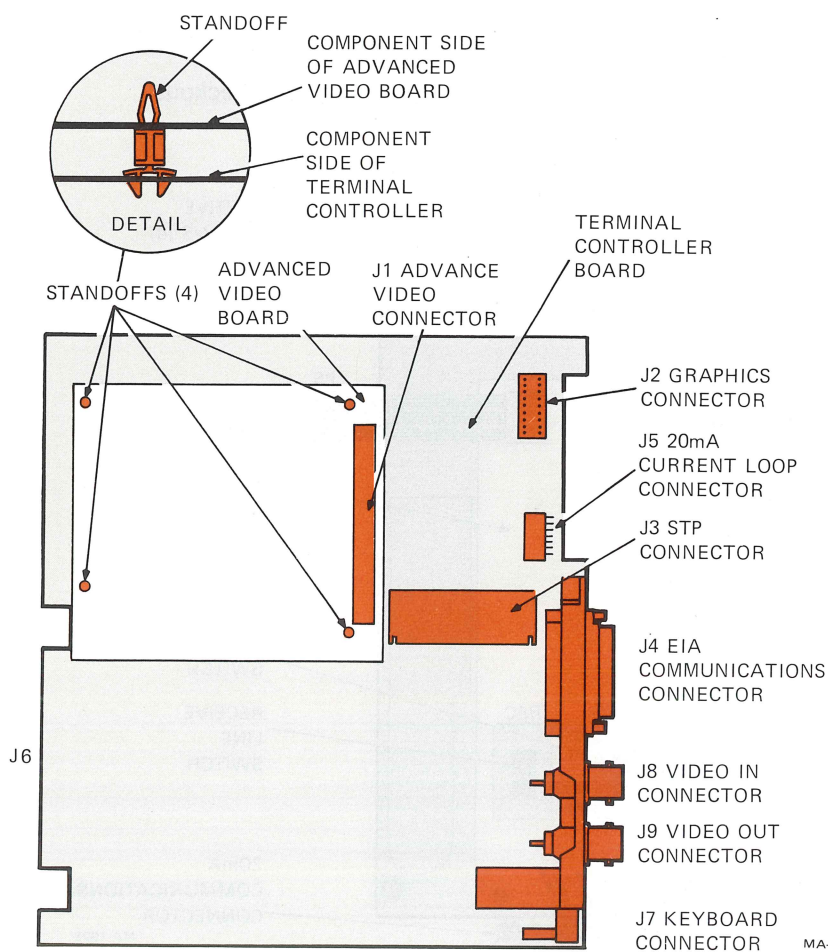 STANDOFF
COMPONENT SIDE
OF ADVANCED
VIDEO BOARD
COMPONENT
SIDE OF
TERMINAL
CONTROLLER
DETAIL
TERMINAL
CONTROLLER
BOARD
STANDOFFS (4)
ADVANCED
VIDEO
BOARD
J1 ADVANCE
VIDEO
CONNECTOR
J2 GRAPHICS
CONNECTOR
J5 20mA
CURRENT LOOP
CONNECTOR
J3 STP
CONNECTOR
J4 EIA
COMMUNICATIONS
CONNECTOR
J6
J8 VIDEO IN
CONNECTOR
J9 VIDEO OUT
CONNECTOR
J7 KEYBOARD
CONNECTOR
MA-